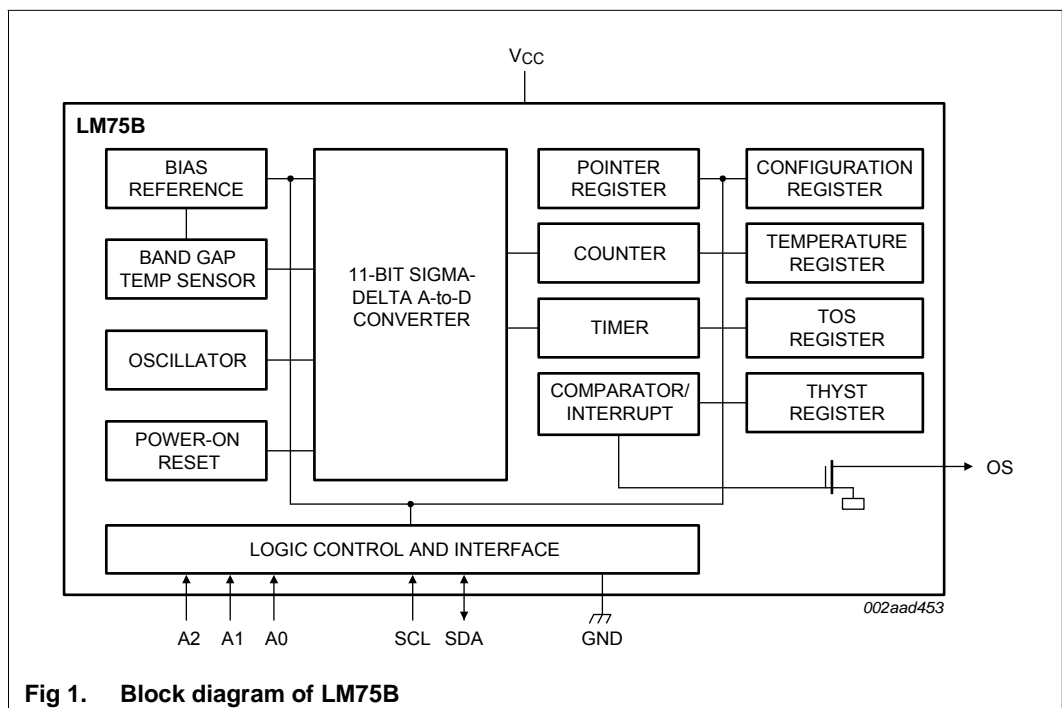 VCC
LM75B
BIAS
REFERENCE
BAND GAP
TEMP SENSOR
OSCILLATOR
POWER-ON
RESET
11-BIT SIGMA-
DELTA A-to-D
CONVERTER
POINTER
REGISTER
CONFIGURATION
REGISTER
COUNTER
TEMPERATURE
REGISTER
TIMER
TOS
REGISTER
COMPARATOR/
INTERRUPT
THYST
REGISTER
OS
LOGIC CONTROL AND INTERFACE
002aad453
A2 A1 A0 SCL SDA GND
Fig 1. Block diagram of LM75B